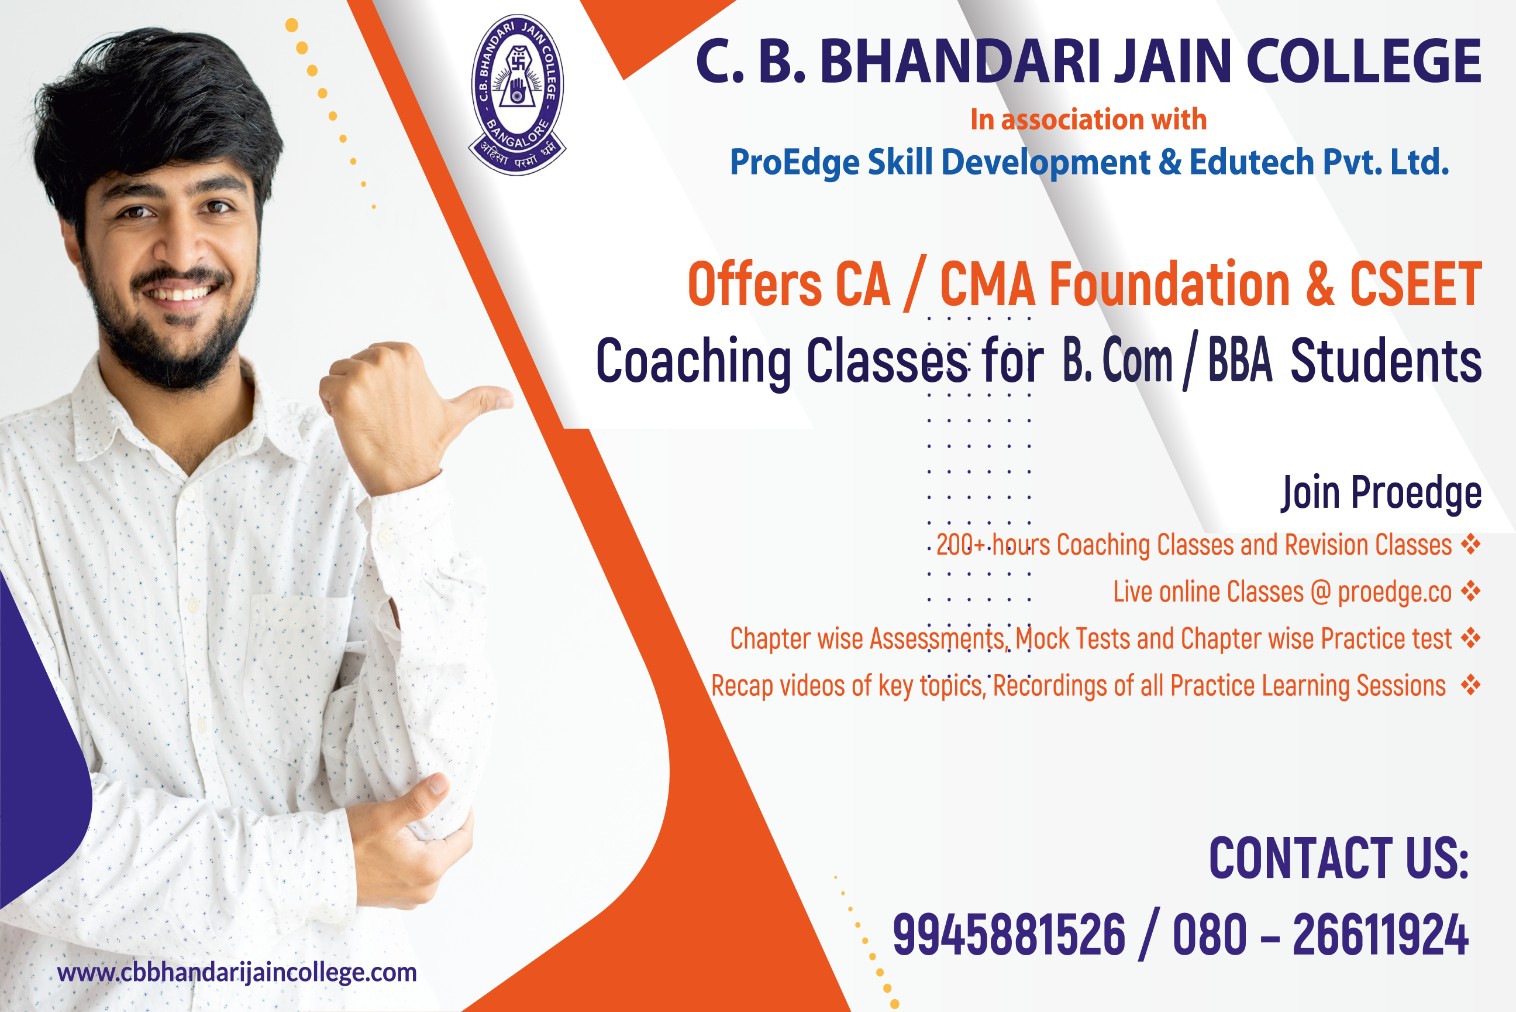 C.B. BHANDARI JAIN COLLEGE
BANGALORE
अहिंसा परमो धर्म
C. B. BHANDARI JAIN COLLEGE
In association with
ProEdge Skill Development & Edutech Pvt. Ltd.
Offers CA / CMA Foundation & CSEET
Coaching Classes for B. Com / BBA Students
Join Proedge
200+ hours Coaching Classes and Revision Classes
Live online Classes @ proedge.co
Chapter wise Assessments, Mock Tests and Chapter wise Practice test
Recap videos of key topics, Recordings of all Practice Learning Sessions
CONTACT US:
9945881526 / 080 – 26611924
www.cbbhandarijaincollege.com